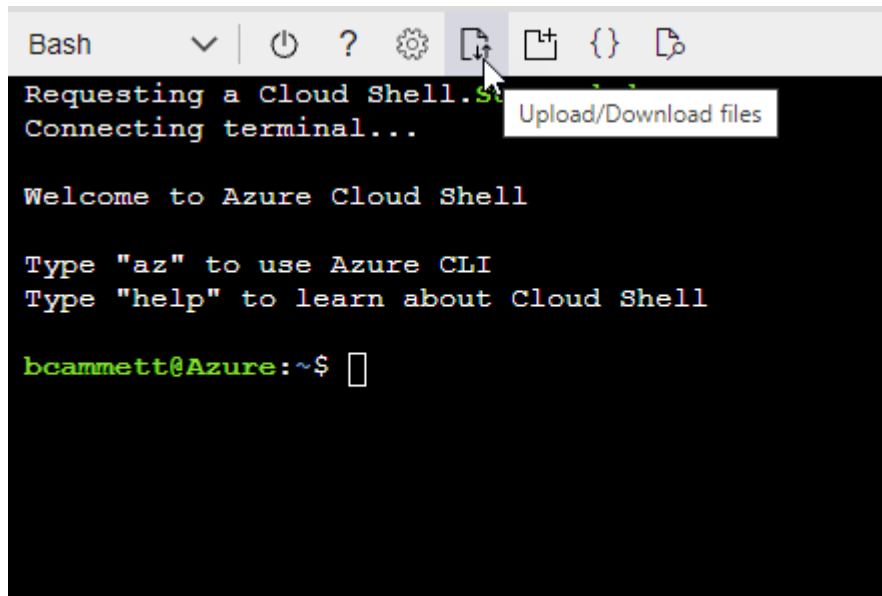 Bash ? {}
Requesting a Cloud Shell.
Upload/Download files
Connecting terminal...
Welcome to Azure Cloud Shell
Type "az" to use Azure CLI
Type "help" to learn about Cloud Shell
bcammett@Azure:~$